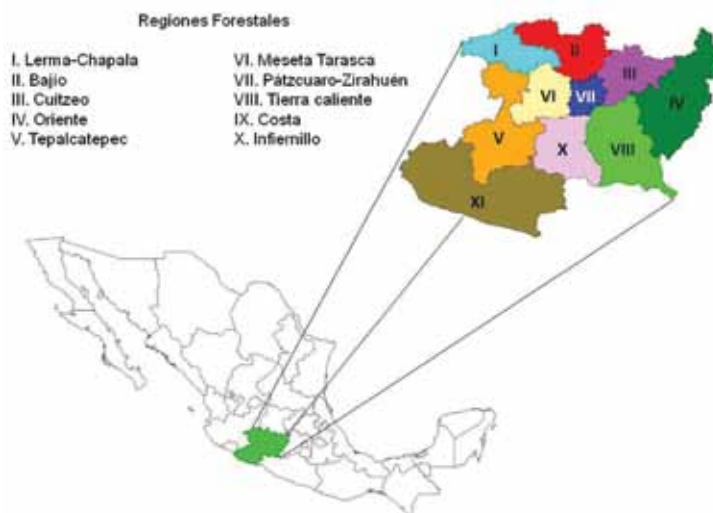 Regiones Forestales
I. Lerma-Chapala
II. Bajio
III. Cuitzeo
IV. Oriente
V. Tepalcatepec
VI. Meseta Tarasca
VII. Pátzcuaro-Zirahuén
VIII. Tierra caliente
IX. Costa
X. Infiernillo
I
II
III
IV
VI
VII
V
X
VIII
XI